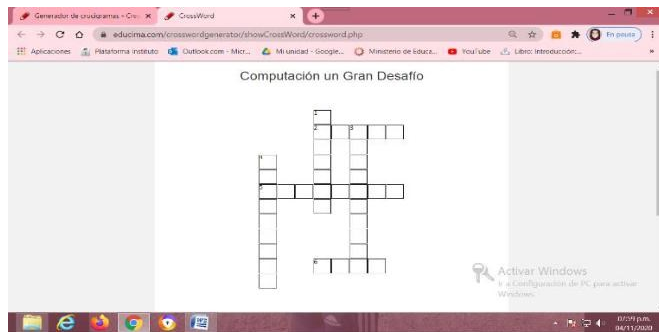 Generador de crucigramas - Cre
CrossWord
educima.com/crosswordgenerator/showCrossWord/crossword.php
En pausa
Aplicaciones
Plataforma Instituto
Outlook.com - Micr...
Mi unidad - Google...
Ministerio de Educa...
YouTube
Libro: Introducción:...
Computación un Gran Desafío
1
2 3
4
5
6
Activar Windows
Ir a Configuración de PC para activar
Windows.
07:59 p.m.
04/11/2020